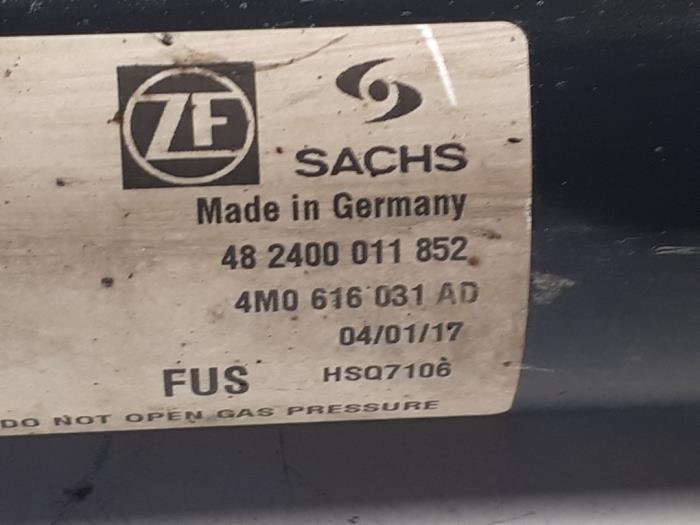 ZF
SACHS
Made in Germany
48 2400 011 852
4M0 616 031 AD
04/01/17
FUS HSQ7106
DO NOT OPEN GAS PRESSURE